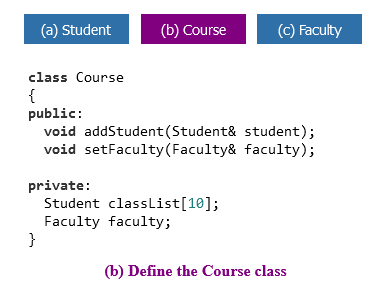 (a) Student (b) Course (c) Faculty
class Course
{
public:
  void addStudent(Student& student);
  void setFaculty(Faculty& faculty);

private:
  Student classList[10];
  Faculty faculty;
}
(b) Define the Course class